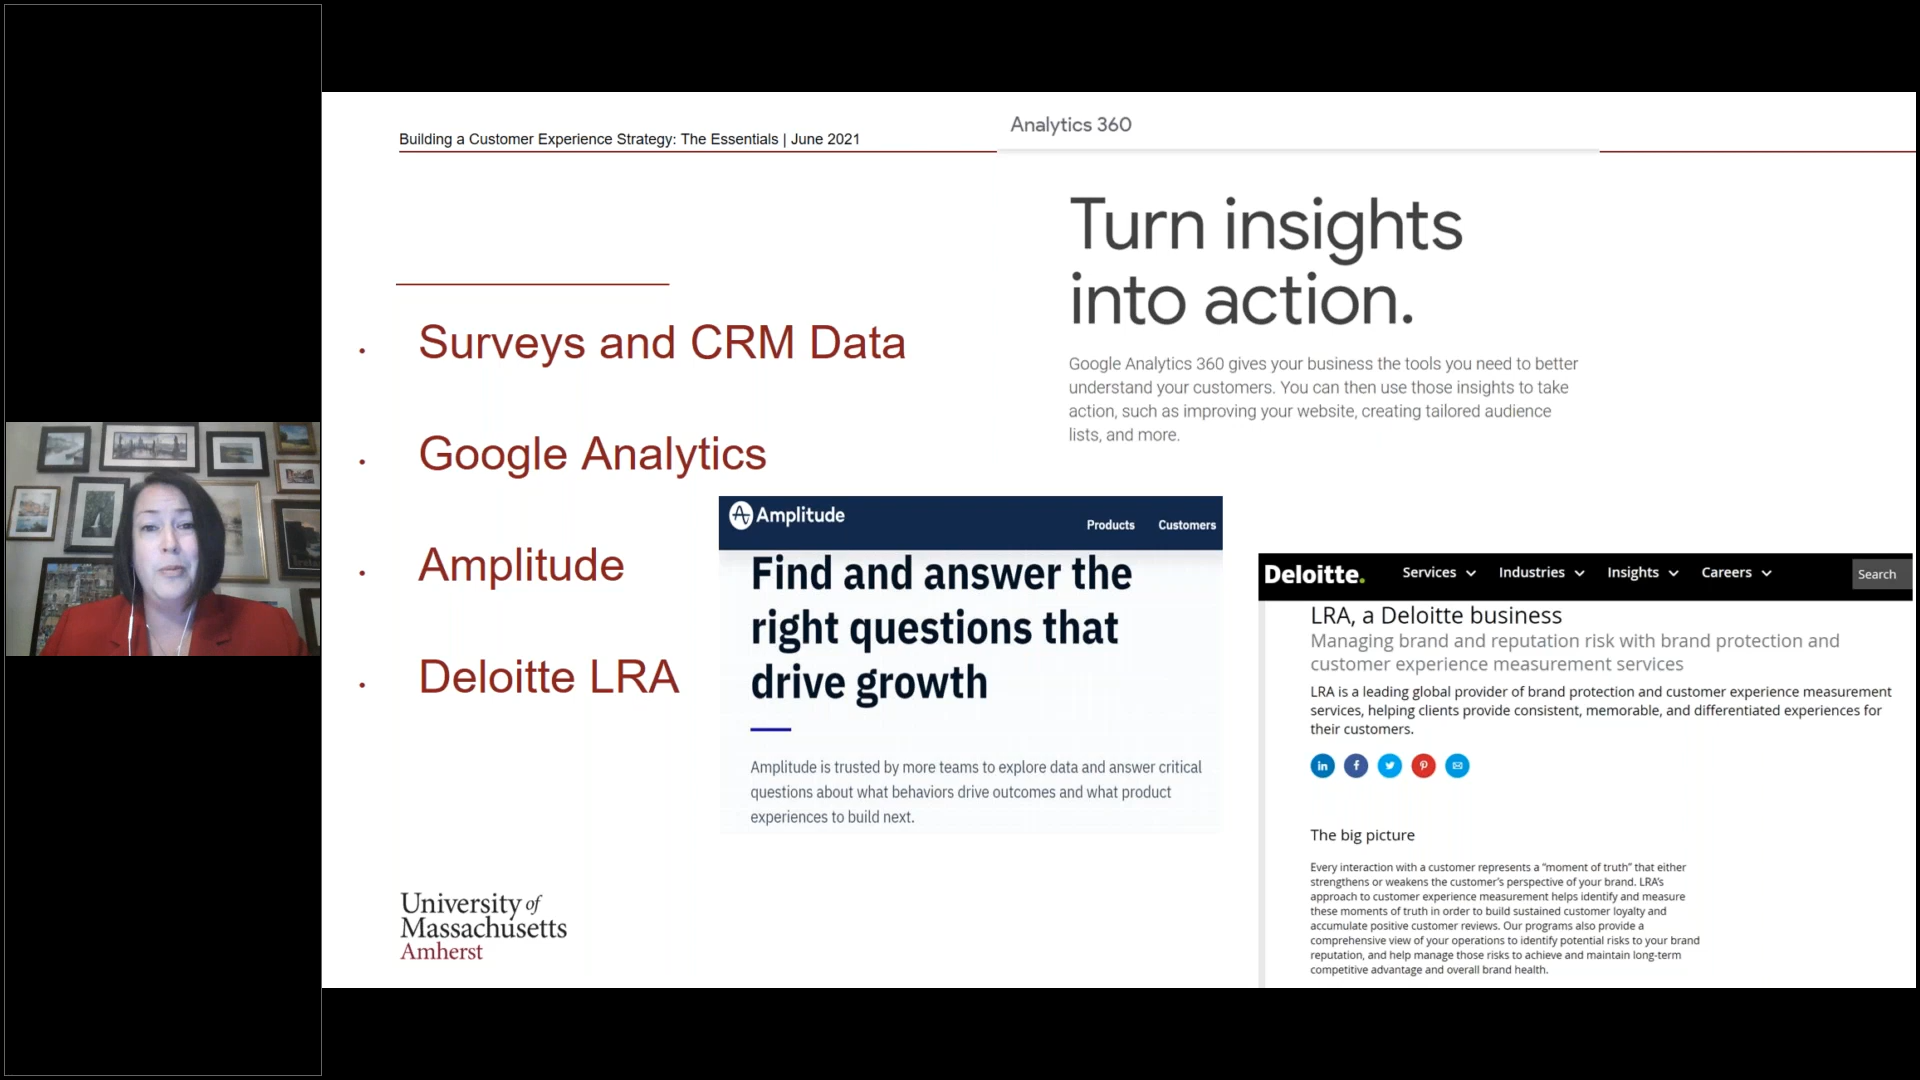 Building a Customer Experience Strategy: The Essentials | June 2021
Analytics 360
Turn insights
into action.
Google Analytics 360 gives your business the tools you need to better
understand your customers. You can then use those insights to take
action, such as improving your website, creating tailored audience
lists, and more.
. Surveys and CRM Data
. Google Analytics
. Amplitude
. Deloitte LRA
Amplitude
Products Customers
Find and answer the
right questions that
drive growth
Amplitude is trusted by more teams to explore data and answer critical
questions about what behaviors drive outcomes and what product
experiences to build next.
Deloitte.
Services Industries Insights Careers Search
LRA, a Deloitte business
Managing brand and reputation risk with brand protection and
customer experience measurement services
LRA is a leading global provider of brand protection and customer experience measurement
services, helping clients provide consistent, memorable, and differentiated experiences for
their customers.
The big picture
Every interaction with a customer represents a “moment of truth” that either
strengthens or weakens the customer’s perspective of your brand. LRA’s
approach to customer experience measurement helps identify and measure
these moments of truth in order to build sustained customer loyalty and
accumulate positive customer reviews. Our programs also provide a
comprehensive view of your operations to identify potential risks to your brand
reputation, and help manage those risks to achieve and maintain long-term
competitive advantage and overall brand health.
University of
Massachusetts
Amherst